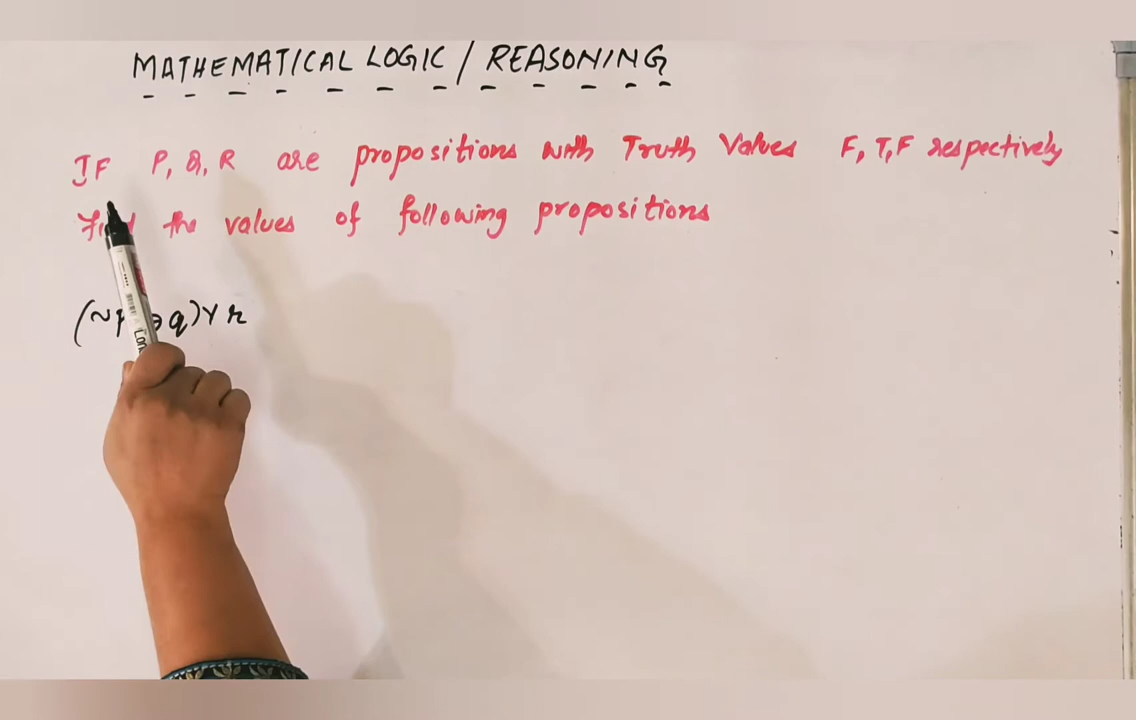 MATHEMATICAL LOGIC / REASONING
IF P, Q, R are propositions with Truth Values F, T, F respectively
the values of following propositions
q) ∨ r